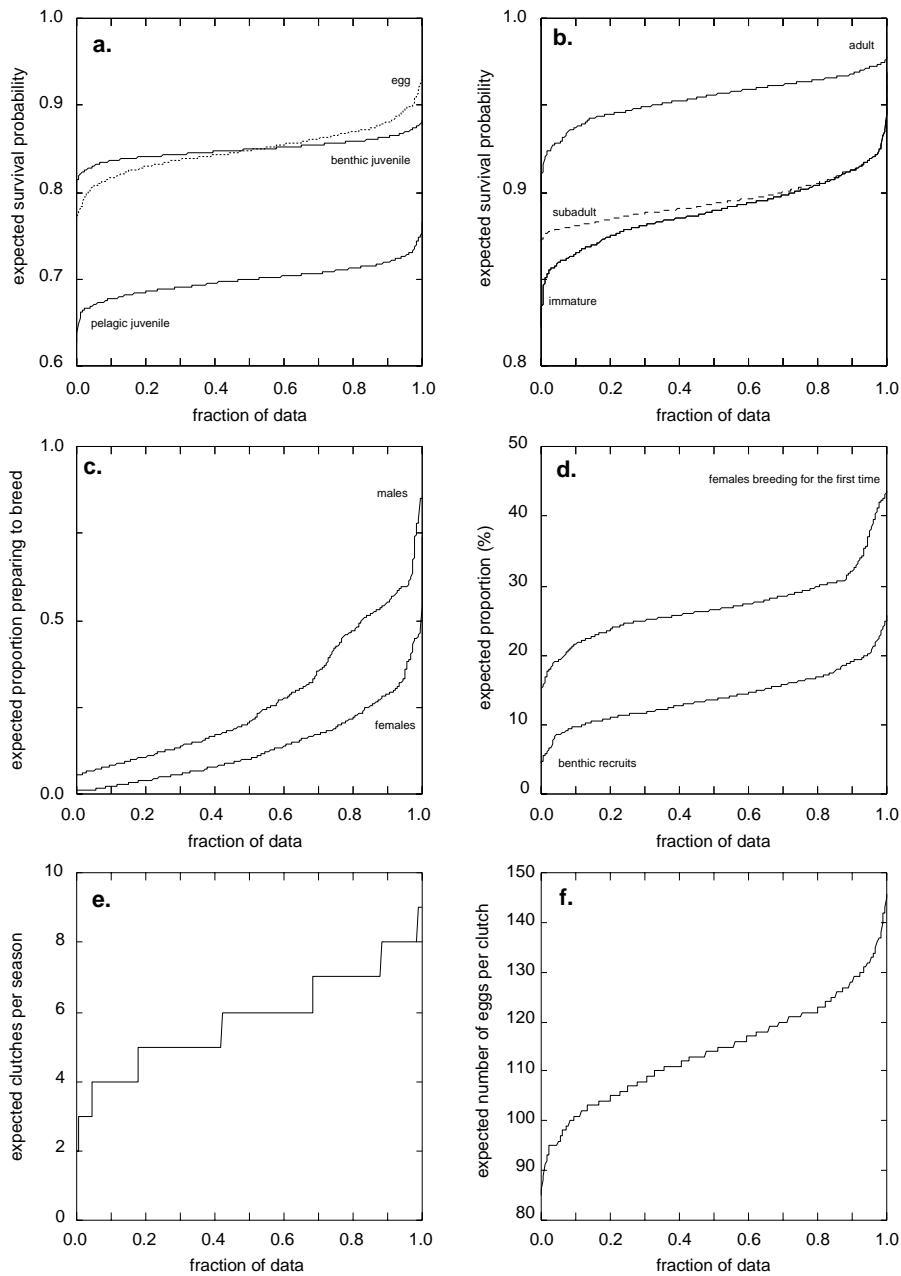 a.
1.0
0.9
0.8
0.7
0.6
expected survival probability
egg
benthic juvenile
pelagic juvenile
0.0 0.2 0.4 0.6 0.8 1.0
fraction of data
b.
1.0
0.9
0.8
expected survival probability
adult
subadult
immature
0.0 0.2 0.4 0.6 0.8 1.0
fraction of data
c.
1.0
0.5
0.0
expected proportion preparing to breed
males
females
0.0 0.2 0.4 0.6 0.8 1.0
fraction of data
d.
50
40
30
20
10
0
expected proportion (%)
females breeding for the first time
benthic recruits
0.0 0.2 0.4 0.6 0.8 1.0
fraction of data
e.
10
8
6
4
2
0
expected clutches per season
0.0 0.2 0.4 0.6 0.8 1.0
fraction of data
f.
150
140
130
120
110
100
90
80
expected number of eggs per clutch
0.0 0.2 0.4 0.6 0.8 1.0
fraction of data